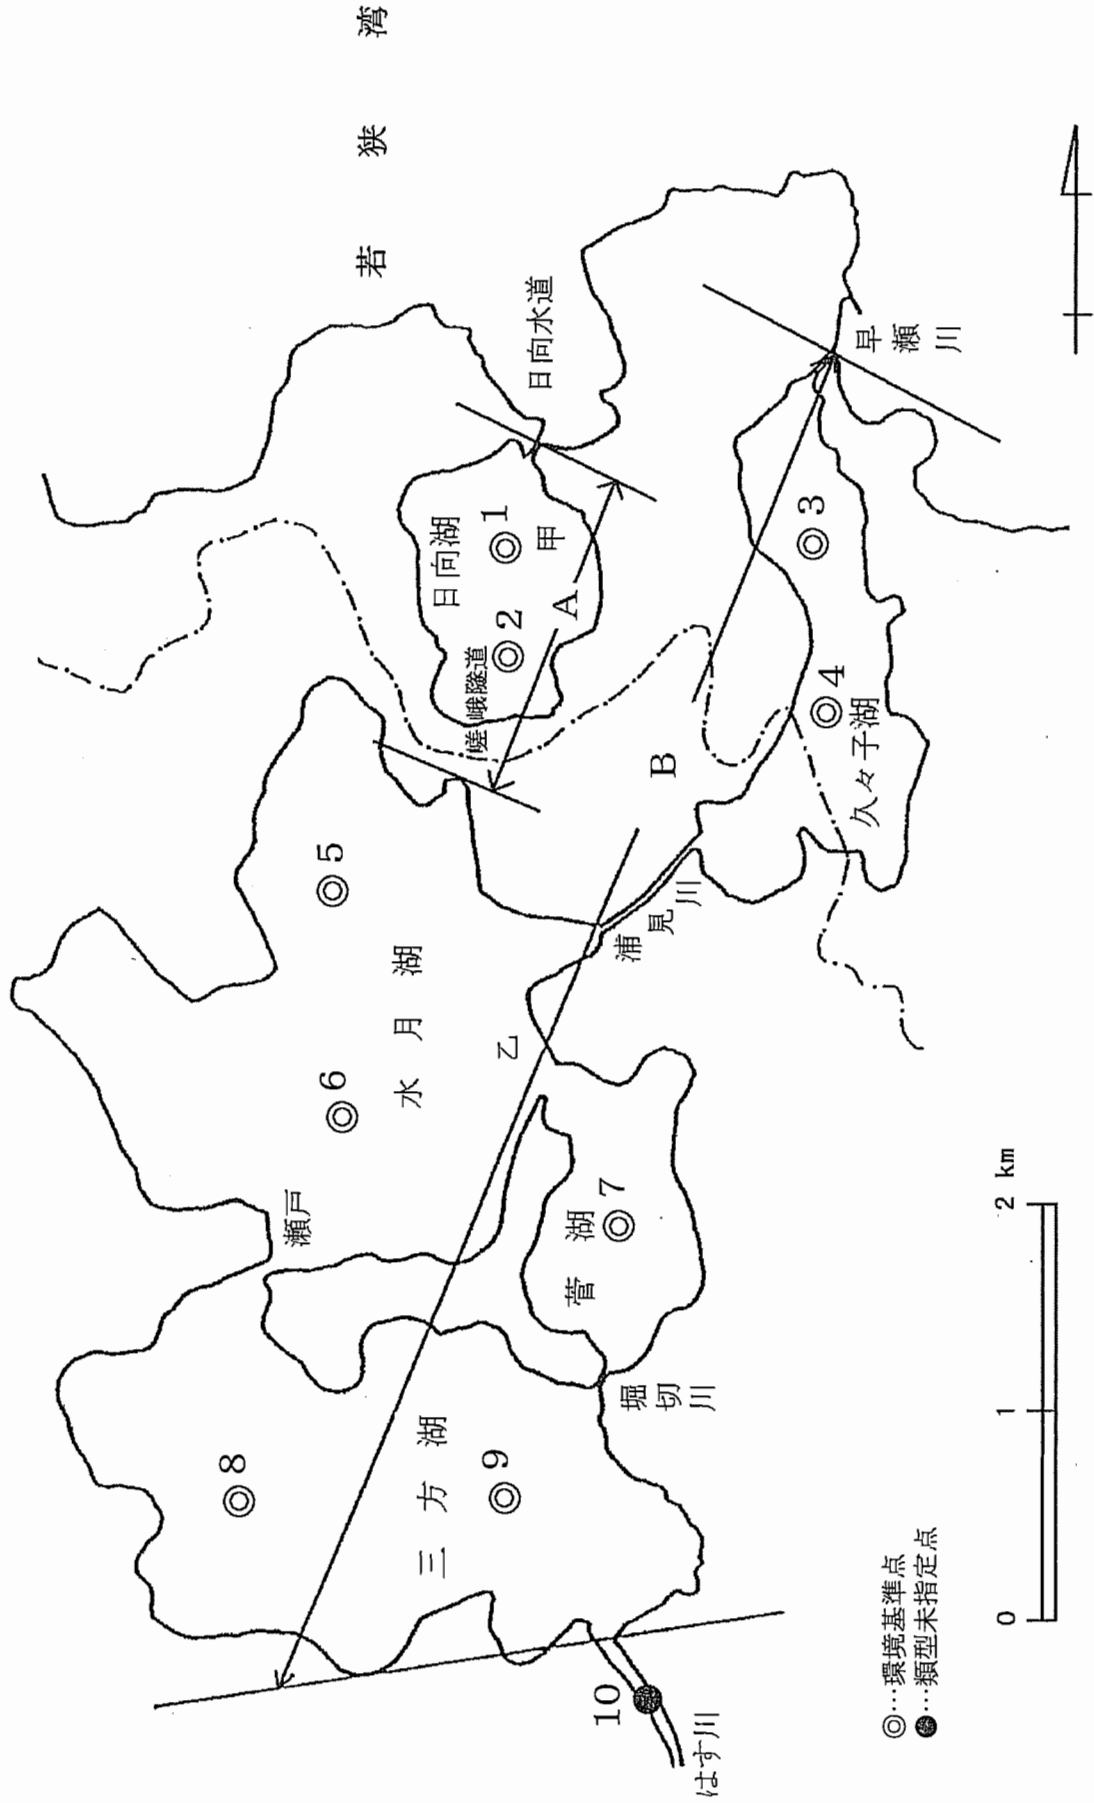 若狭湾
日向水道
早瀬川
日向湖
1
甲
2
A
嵯峨隧道
3
4
久々子湖
B
5
6
水月湖
浦見川
乙
瀬戸
7
菅湖
堀切川
三方湖
8
9
10
はす川
0 1 2 km
◎…環境基準点
●…類型未指定点